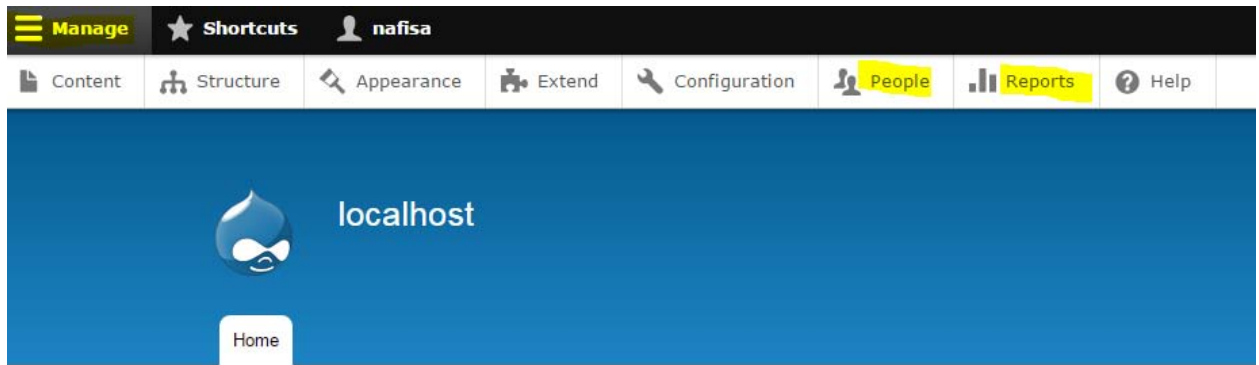 Manage Shortcuts nafisa
Content Structure Appearance Extend Configuration People Reports Help
localhost
Home